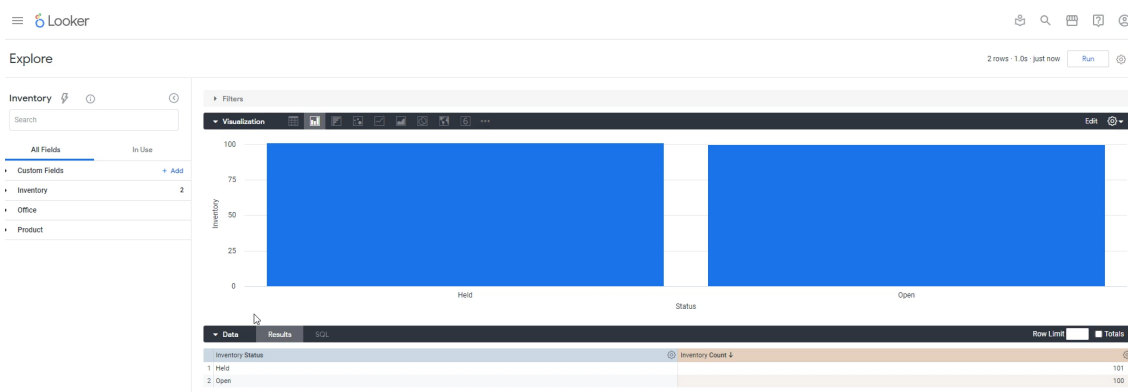 Looker
Explore
2 rows · 1.0s · just now Run
Inventory
Search
All Fields In Use
Custom Fields + Add
Inventory 2
Office
Product
Filters
Visualization 6 ... Edit
100
75
50
25
0
Inventory
Held Open
Status
Data Results SQL Row Limit Totals
Inventory Status Inventory Count ↓
1 Held 101
2 Open 100